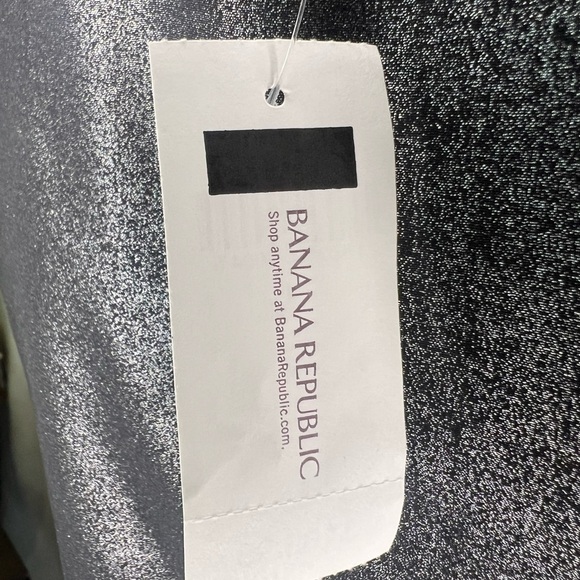 BANANA REPUBLIC
Shop anytime at BananaRepublic.com.